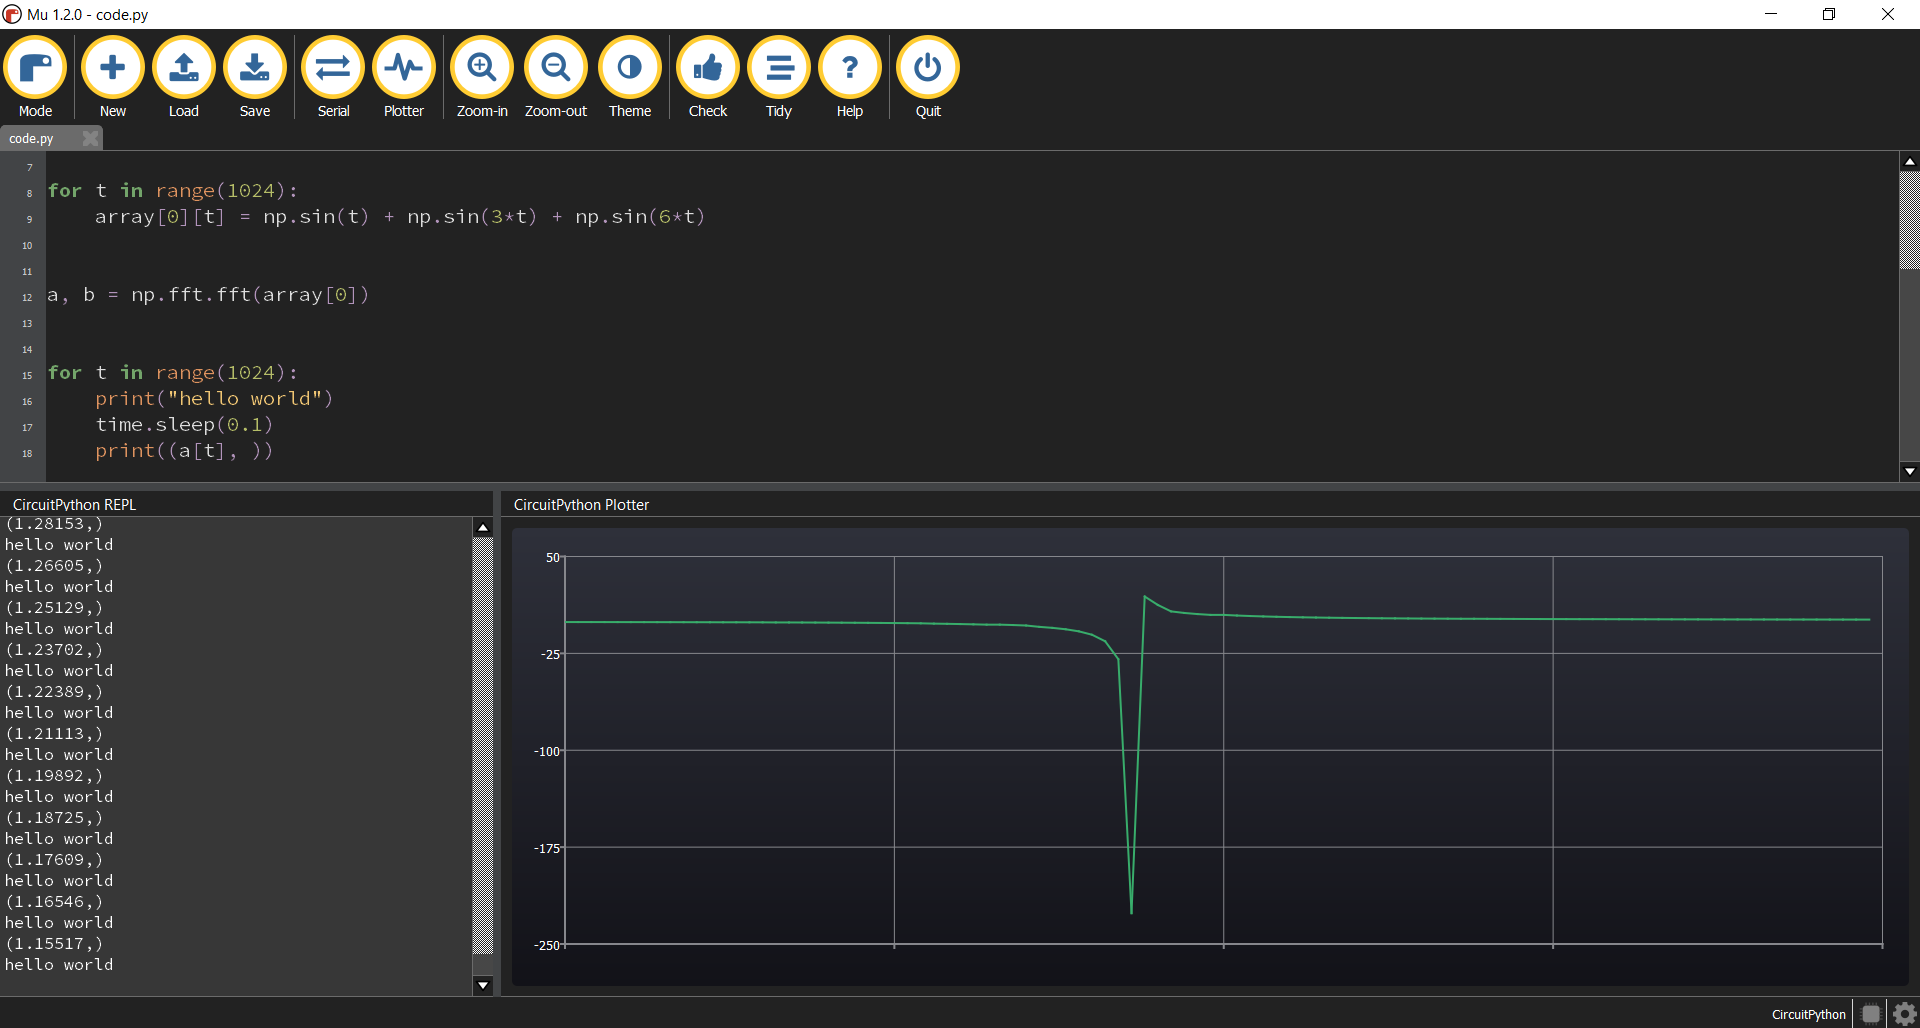 Mu 1.2.0 - code.py
Mode New Load Save Serial Plotter Zoom-in Zoom-out Theme Check Tidy Help Quit
code.py
7
8 for t in range(1024):
9     array[0][t] = np.sin(t) + np.sin(3*t) + np.sin(6*t)
10
11
12 a, b = np.fft.fft(array[0])
13
14
15 for t in range(1024):
16     print("hello world")
17     time.sleep(0.1)
18     print((a[t], ))
CircuitPython REPL
(1.28153,)
hello world
(1.26605,)
hello world
(1.25129,)
hello world
(1.23702,)
hello world
(1.22389,)
hello world
(1.21113,)
hello world
(1.19892,)
hello world
(1.18725,)
hello world
(1.17609,)
hello world
(1.16546,)
hello world
(1.15517,)
hello world
CircuitPython Plotter
50
-25
-100
-175
-250
CircuitPython